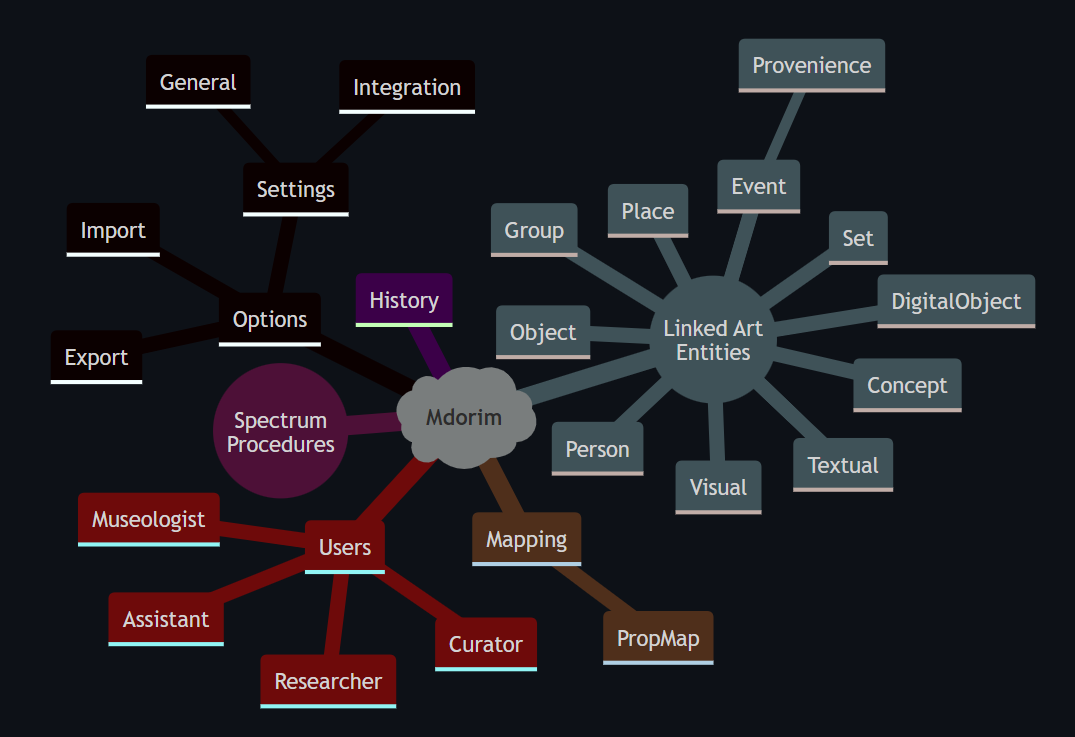 Provenience
General
Integration
Event
Settings
Place
Import
Group
Set
History
DigitalObject
Options
Object
Linked Art
Entities
Export
Concept
Mdorim
Spectrum
Procedures
Person
Textual
Visual
Museologist
Mapping
Users
Assistant
PropMap
Curator
Researcher